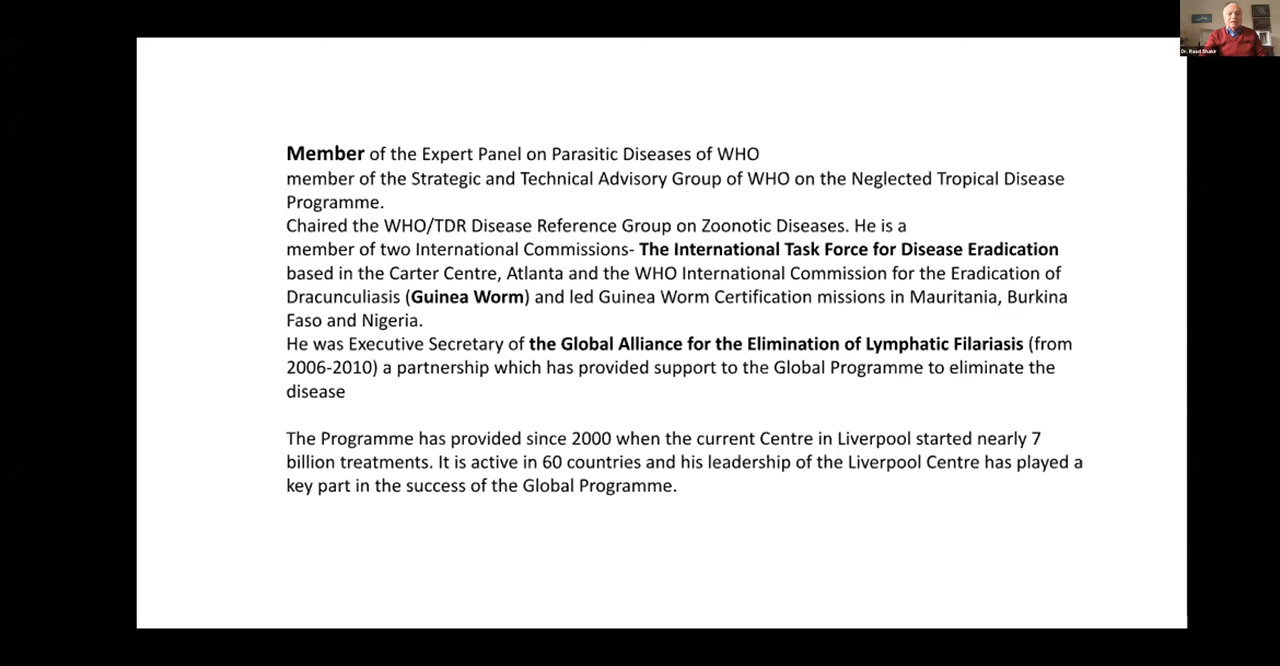 Dr. Raad Shakir
Member of the Expert Panel on Parasitic Diseases of WHO
member of the Strategic and Technical Advisory Group of WHO on the Neglected Tropical Disease
Programme.
Chaired the WHO/TDR Disease Reference Group on Zoonotic Diseases. He is a
member of two International Commissions- The International Task Force for Disease Eradication
based in the Carter Centre, Atlanta and the WHO International Commission for the Eradication of
Dracunculiasis (Guinea Worm) and led Guinea Worm Certification missions in Mauritania, Burkina
Faso and Nigeria.
He was Executive Secretary of the Global Alliance for the Elimination of Lymphatic Filariasis (from
2006-2010) a partnership which has provided support to the Global Programme to eliminate the
disease
The Programme has provided since 2000 when the current Centre in Liverpool started nearly 7
billion treatments. It is active in 60 countries and his leadership of the Liverpool Centre has played a
key part in the success of the Global Programme.